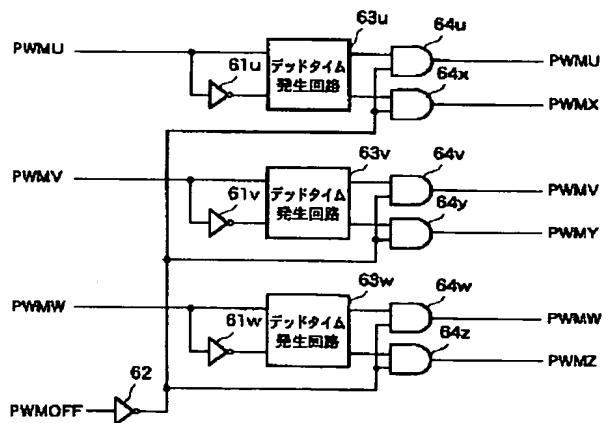 63u
64u
PWMU
61u
デッドタイム
発生回路
PWMU
64x
PWMX
63v
64v
PWMV
61v
デッドタイム
発生回路
PWMV
64y
PWMY
63w
64w
PWMW
61w
デッドタイム
発生回路
PWMW
64z
PWMZ
62
PWMOFF